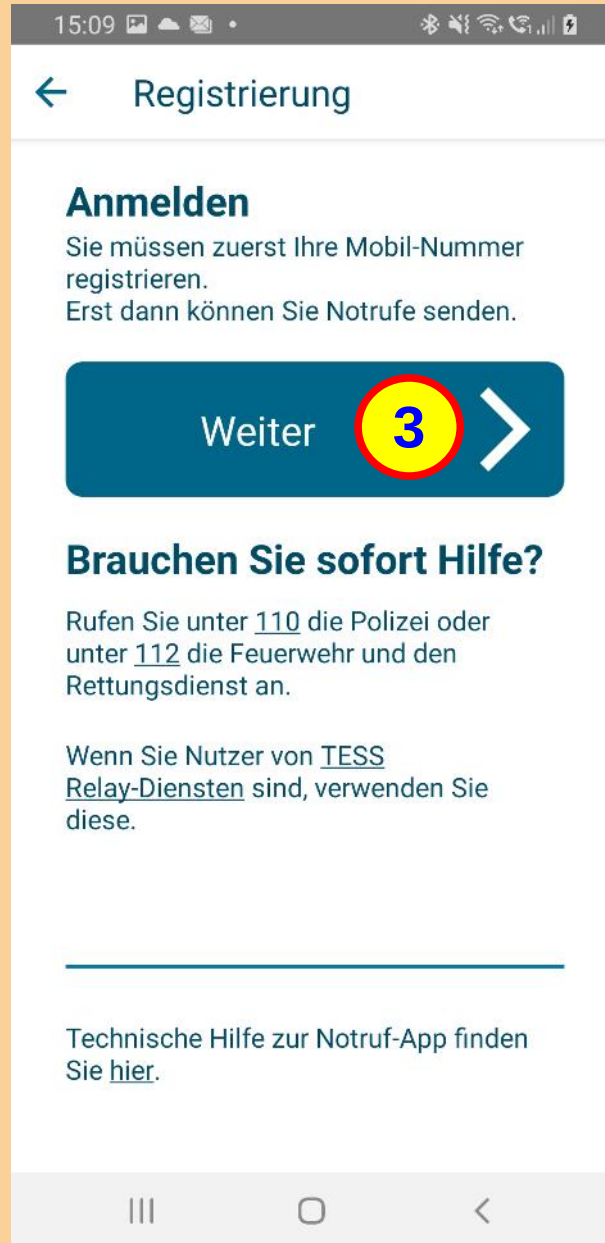 15:09
Registrierung
Anmelden
Sie müssen zuerst Ihre Mobil-Nummer
registrieren.
Erst dann können Sie Notrufe senden.
Weiter 3
Brauchen Sie sofort Hilfe?
Rufen Sie unter 110 die Polizei oder
unter 112 die Feuerwehr und den
Rettungsdienst an.
Wenn Sie Nutzer von TESS
Relay-Diensten sind, verwenden Sie
diese.
Technische Hilfe zur Notruf-App finden
Sie hier.